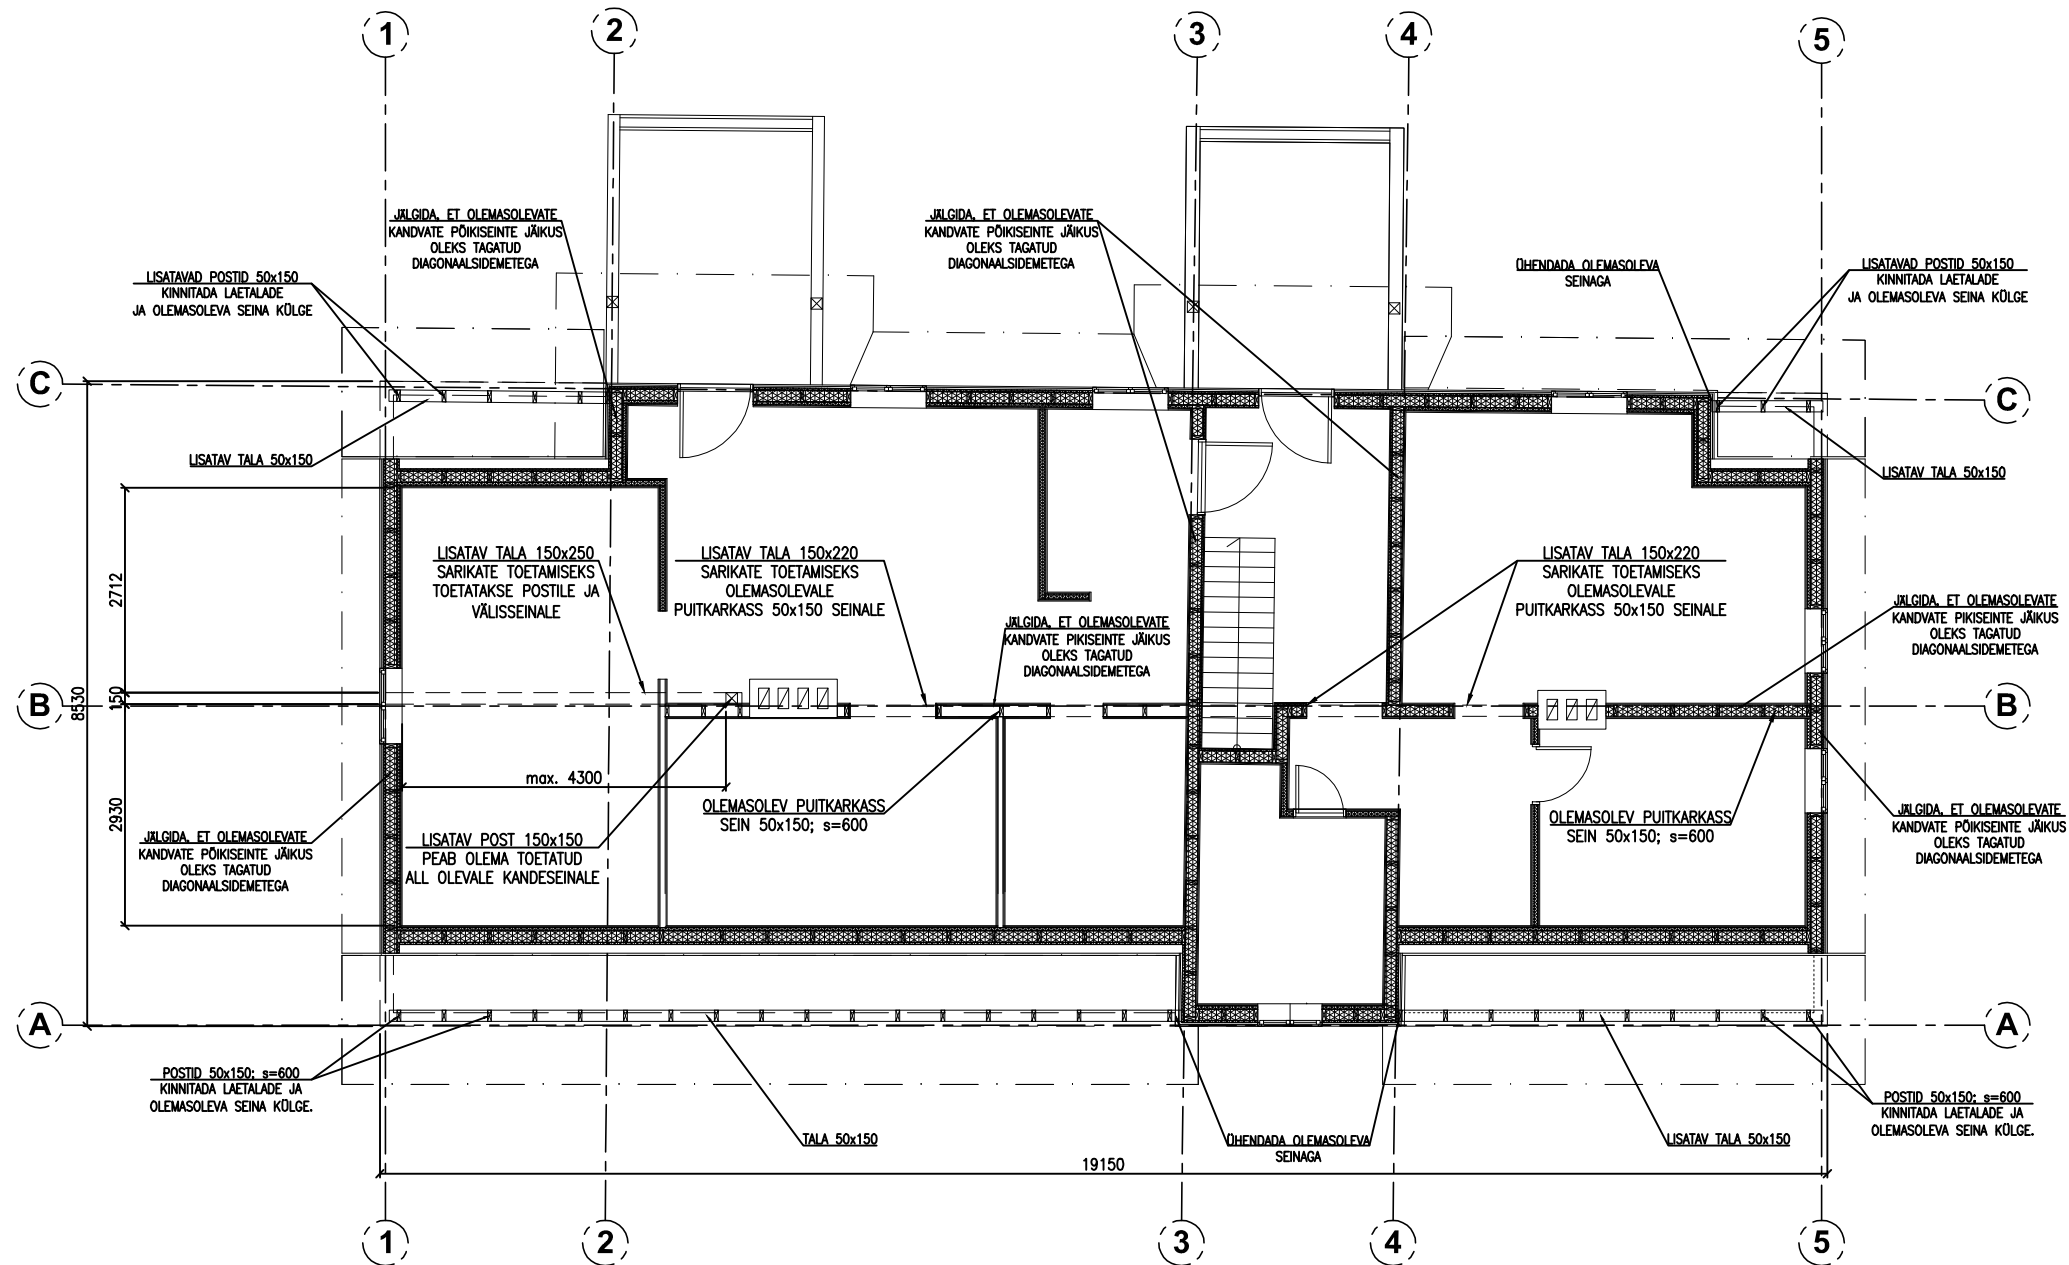 1
2
3
4
5
JÄLGIDA, ET OLEMASOLEVATE
KANDVATE PÕIKISEINTE JÄIKUS
OLEKS TAGATUD
DIAGONAALSIDEMETEGA
JÄLGIDA, ET OLEMASOLEVATE
KANDVATE PÕIKISEINTE JÄIKUS
OLEKS TAGATUD
DIAGONAALSIDEMETEGA
LISATAVAD POSTID 50x150
KINNITADA LAETALADE
JA OLEMASOLEVA SEINA KÜLGE
ÜHENDADA OLEMASOLEVA
SEINAGA
LISATAVAD POSTID 50x150
KINNITADA LAETALADE
JA OLEMASOLEVA SEINA KÜLGE
C
C
LISATAV TALA 50x150
LISATAV TALA 50x150
LISATAV TALA 150x250
SARIKATE TOETAMISEKS
TOETATAKSE POSTILE JA
VÄLISSEINALE
LISATAV TALA 150x220
SARIKATE TOETAMISEKS
OLEMASOLEVALE
PUITKARKASS 50x150 SEINALE
LISATAV TALA 150x220
SARIKATE TOETAMISEKS
OLEMASOLEVALE
PUITKARKASS 50x150 SEINALE
2712
JÄLGIDA, ET OLEMASOLEVATE
KANDVATE PIKISEINTE JÄIKUS
OLEKS TAGATUD
DIAGONAALSIDEMETEGA
JÄLGIDA, ET OLEMASOLEVATE
KANDVATE PIKISEINTE JÄIKUS
OLEKS TAGATUD
DIAGONAALSIDEMETEGA
B
8530
150
B
max. 4300
2930
OLEMASOLEV PUITKARKASS
SEIN 50x150; s=600
OLEMASOLEV PUITKARKASS
SEIN 50x150; s=600
JÄLGIDA, ET OLEMASOLEVATE
KANDVATE PÕIKISEINTE JÄIKUS
OLEKS TAGATUD
DIAGONAALSIDEMETEGA
LISATAV POST 150x150
PEAB OLEMA TOETATUD
ALL OLEVALE KANDESEINALE
JÄLGIDA, ET OLEMASOLEVATE
KANDVATE PÕIKISEINTE JÄIKUS
OLEKS TAGATUD
DIAGONAALSIDEMETEGA
A
A
POSTID 50x150; s=600
KINNITADA LAETALADE JA
OLEMASOLEVA SEINA KÜLGE.
TALA 50x150
ÜHENDADA OLEMASOLEVA
SEINAGA
LISATAV TALA 50x150
POSTID 50x150; s=600
KINNITADA LAETALADE JA
OLEMASOLEVA SEINA KÜLGE.
19150
1
2
3
4
5